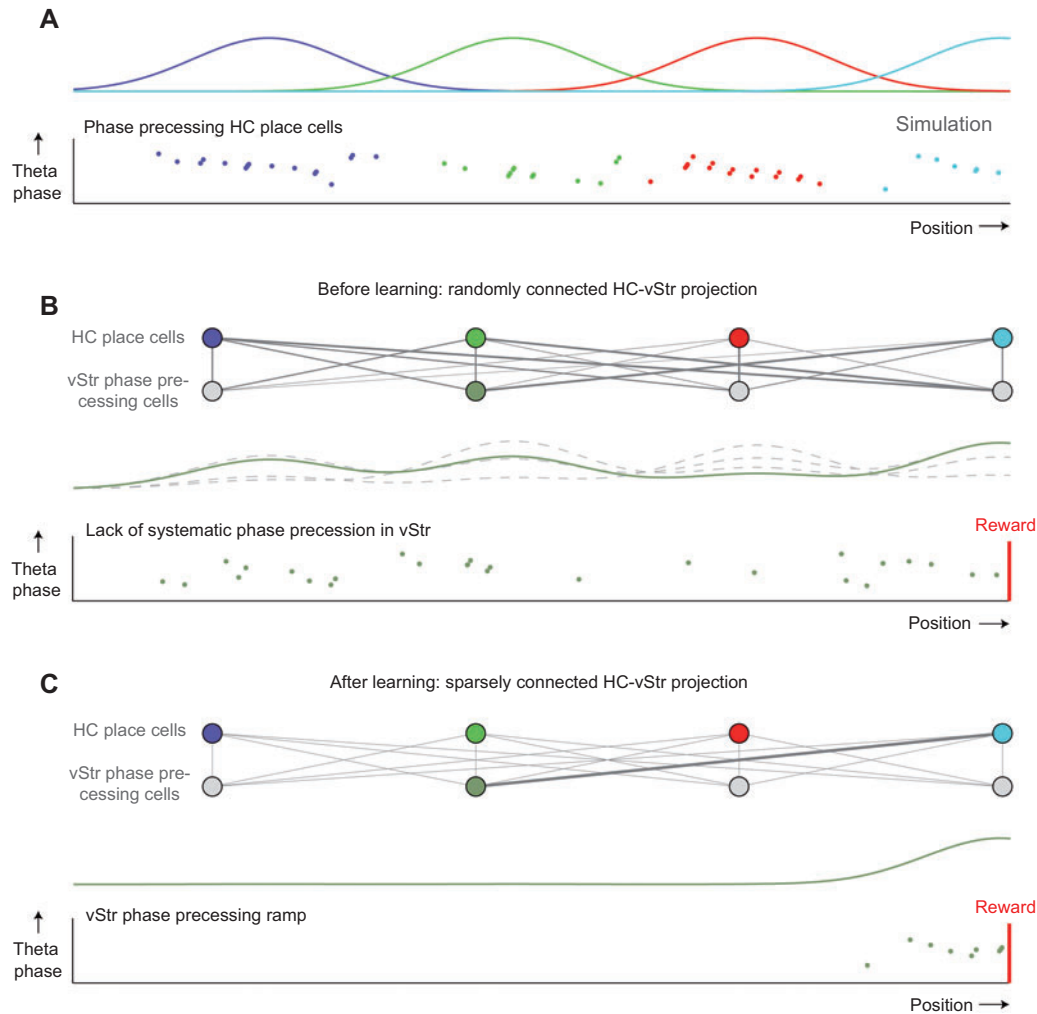 A
Phase precessing HC place cells
Simulation
Theta
phase
Position
B
Before learning: randomly connected HC-vStr projection
HC place cells
vStr phase pre-
cessing cells
Lack of systematic phase precession in vStr
Reward
Theta
phase
Position
C
After learning: sparsely connected HC-vStr projection
HC place cells
vStr phase pre-
cessing cells
vStr phase precessing ramp
Reward
Theta
phase
Position